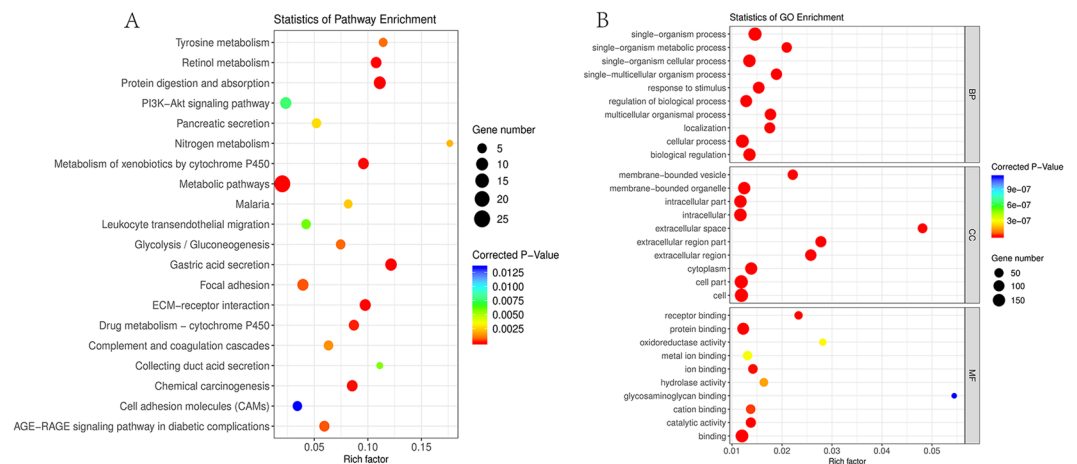 A
Statistics of Pathway Enrichment
Tyrosine metabolism
Retinol metabolism
Protein digestion and absorption
PI3K−Akt signaling pathway
Pancreatic secretion
Nitrogen metabolism
Metabolism of xenobiotics by cytochrome P450
Metabolic pathways
Malaria
Leukocyte transendothelial migration
Glycolysis / Gluconeogenesis
Gastric acid secretion
Focal adhesion
ECM−receptor interaction
Drug metabolism − cytochrome P450
Complement and coagulation cascades
Collecting duct acid secretion
Chemical carcinogenesis
Cell adhesion molecules (CAMs)
AGE−RAGE signaling pathway in diabetic complications
0.05 0.10 0.15
Rich factor
Gene number
5
10
15
20
25
Corrected P−Value
0.0125
0.0100
0.0075
0.0050
0.0025
B
Statistics of GO Enrichment
single−organism process
single−organism metabolic process
single−organism cellular process
single−multicellular organism process
response to stimulus
regulation of biological process
multicellular organismal process
localization
cellular process
biological regulation
BP
membrane−bounded vesicle
membrane−bounded organelle
intracellular part
intracellular
extracellular space
extracellular region part
extracellular region
cytoplasm
cell part
cell
CC
receptor binding
protein binding
oxidoreductase activity
metal ion binding
ion binding
hydrolase activity
glycosaminoglycan binding
cation binding
catalytic activity
binding
MF
0.01 0.02 0.03 0.04 0.05
Rich factor
Corrected P−Value
9e−07
6e−07
3e−07
Gene number
50
100
150